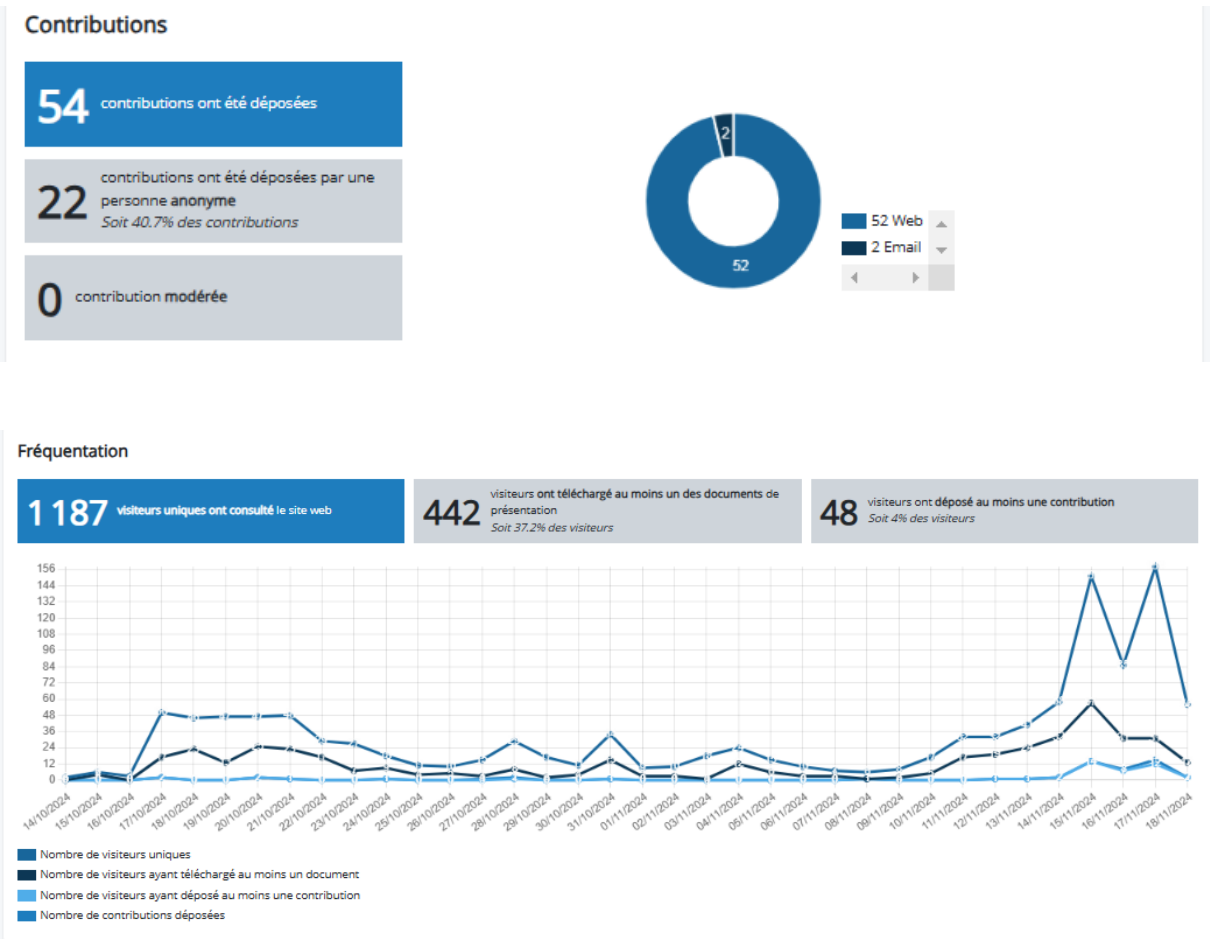 Contributions
54 contributions ont été déposées
22 contributions ont été déposées par une
personne anonyme
Soit 40.7% des contributions
0 contribution modérée
2
52
52 Web
2 Email
Fréquentation
1 187 visiteurs uniques ont consulté le site web
442 visiteurs ont téléchargé au moins un des documents de
présentation
Soit 37.2% des visiteurs
48 visiteurs ont déposé au moins une contribution
Soit 4% des visiteurs
156
144
132
120
108
96
84
72
60
48
36
24
12
0
14/10/2024
15/10/2024
16/10/2024
17/10/2024
18/10/2024
19/10/2024
20/10/2024
21/10/2024
22/10/2024
23/10/2024
24/10/2024
25/10/2024
26/10/2024
27/10/2024
28/10/2024
29/10/2024
30/10/2024
31/10/2024
01/11/2024
02/11/2024
03/11/2024
04/11/2024
05/11/2024
06/11/2024
07/11/2024
08/11/2024
09/11/2024
10/11/2024
11/11/2024
12/11/2024
13/11/2024
14/11/2024
15/11/2024
16/11/2024
17/11/2024
18/11/2024
Nombre de visiteurs uniques
Nombre de visiteurs ayant téléchargé au moins un document
Nombre de visiteurs ayant déposé au moins une contribution
Nombre de contributions déposées